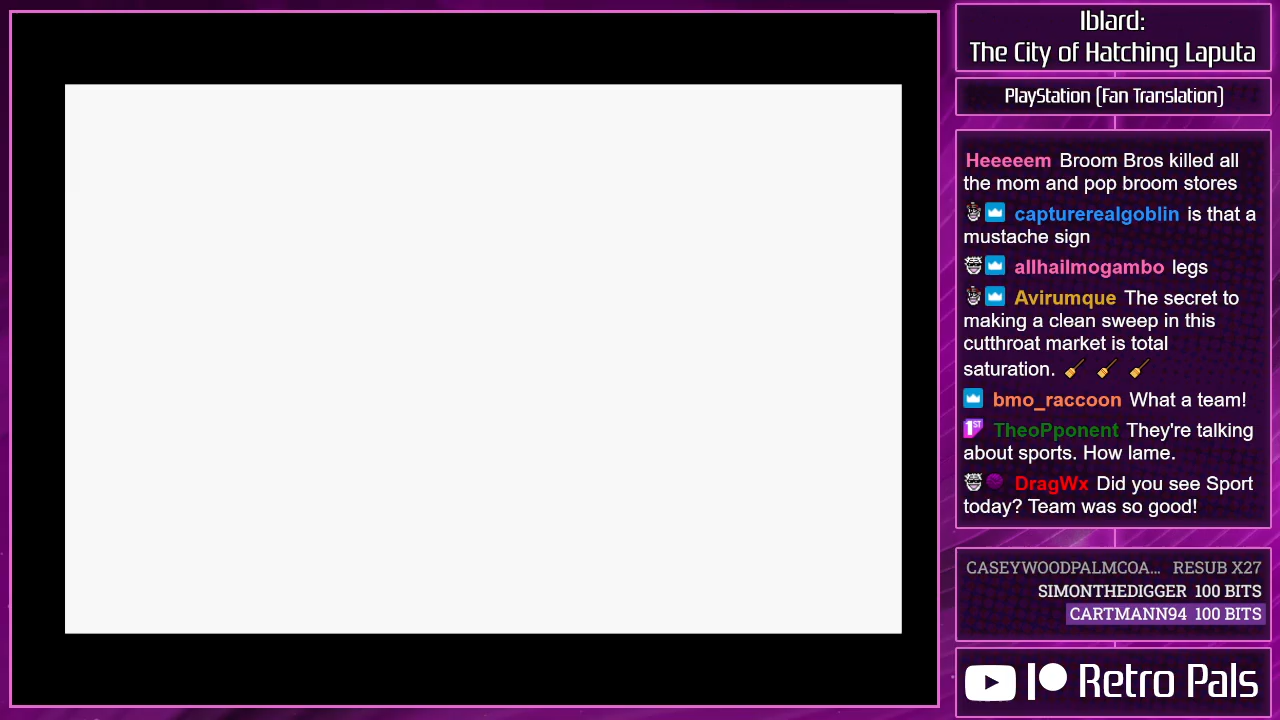 Iblard:
The City of Hatching Laputa
PlayStation (Fan Translation)
Heeeeem Broom Bros killed all
the mom and pop broom stores
capturerealgoblin is that a
mustache sign
allhailmogambo legs
Avirumque The secret to
making a clean sweep in this
cutthroat market is total
saturation.
bmo_raccoon What a team!
1ST TheoPponent They're talking
about sports. How lame.
DragWx Did you see Sport
today? Team was so good!
CASEYWOODPALMCOA... RESUB X27
SIMONTHEDIGGER 100 BITS
CARTMANN94 100 BITS
Retro Pals